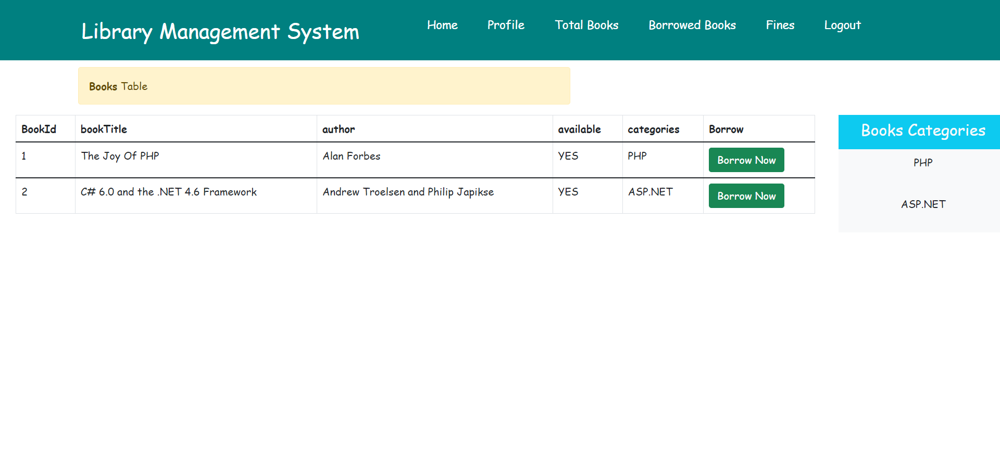 Library Management System
Home Profile Total Books Borrowed Books Fines Logout
Books Table
BookId bookTitle author available categories Borrow
1 The Joy Of PHP Alan Forbes YES PHP Borrow Now
2 C# 6.0 and the .NET 4.6 Framework Andrew Troelsen and Philip Japikse YES ASP.NET Borrow Now
Books Categories
PHP
ASP.NET